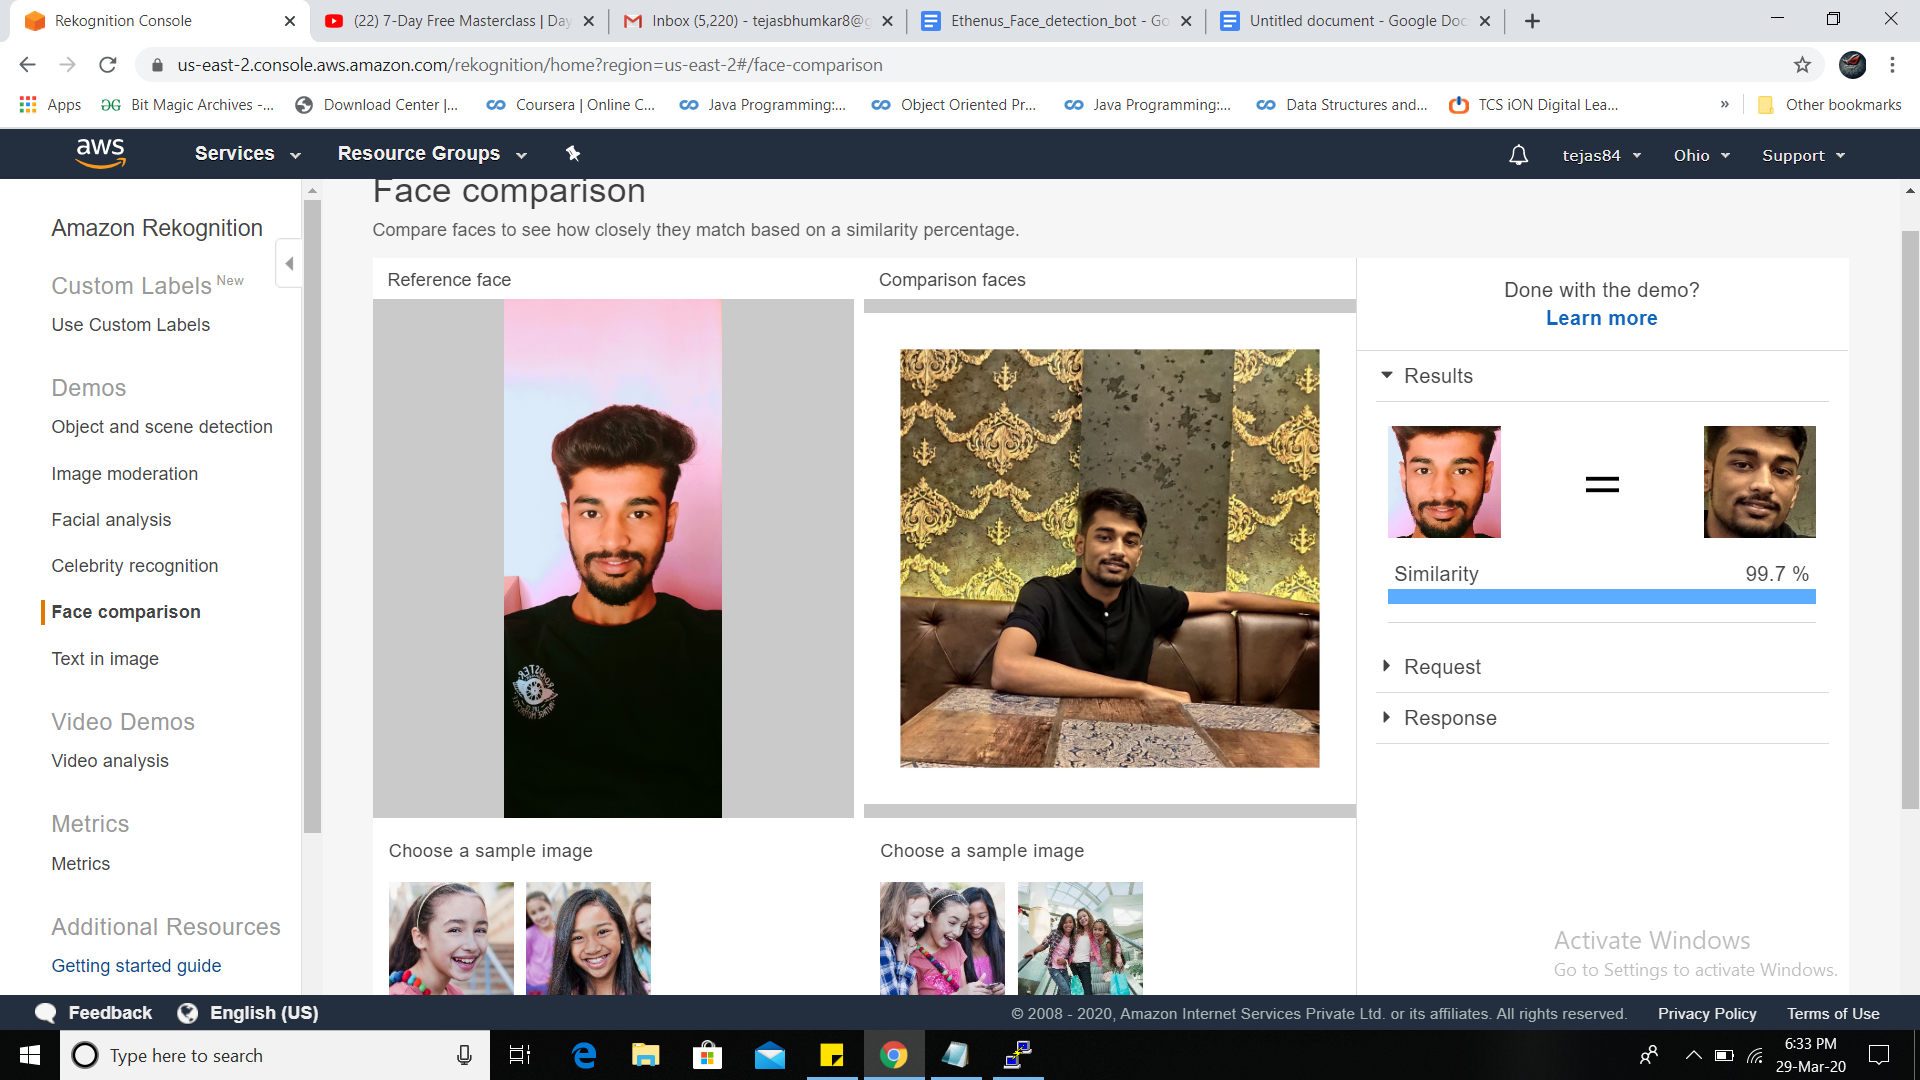 Rekognition Console
(22) 7-Day Free Masterclass | Day
Inbox (5,220) - tejasbhumkar8@g
Ethenus_Face_detection_bot - Go
Untitled document - Google Doc
us-east-2.console.aws.amazon.com/rekognition/home?region=us-east-2#/face-comparison
Apps
Bit Magic Archives -...
Download Center |...
Coursera | Online C...
Java Programming:...
Object Oriented Pr...
Java Programming:...
Data Structures and...
TCS iON Digital Lea...
»
Other bookmarks
aws
Services
Resource Groups
tejas84
Ohio
Support
Amazon Rekognition
Custom Labels New
Use Custom Labels
Demos
Object and scene detection
Image moderation
Facial analysis
Celebrity recognition
Face comparison
Text in image
Video Demos
Video analysis
Metrics
Metrics
Additional Resources
Getting started guide
Face comparison
Compare faces to see how closely they match based on a similarity percentage.
Reference face
Comparison faces
Choose a sample image
Choose a sample image
Done with the demo?
Learn more
Results
=
Similarity 99.7 %
Request
Response
Activate Windows
Go to Settings to activate Windows.
Feedback
English (US)
© 2008 - 2020, Amazon Internet Services Private Ltd. or its affiliates. All rights reserved.
Privacy Policy
Terms of Use
Type here to search
6:33 PM
29-Mar-20